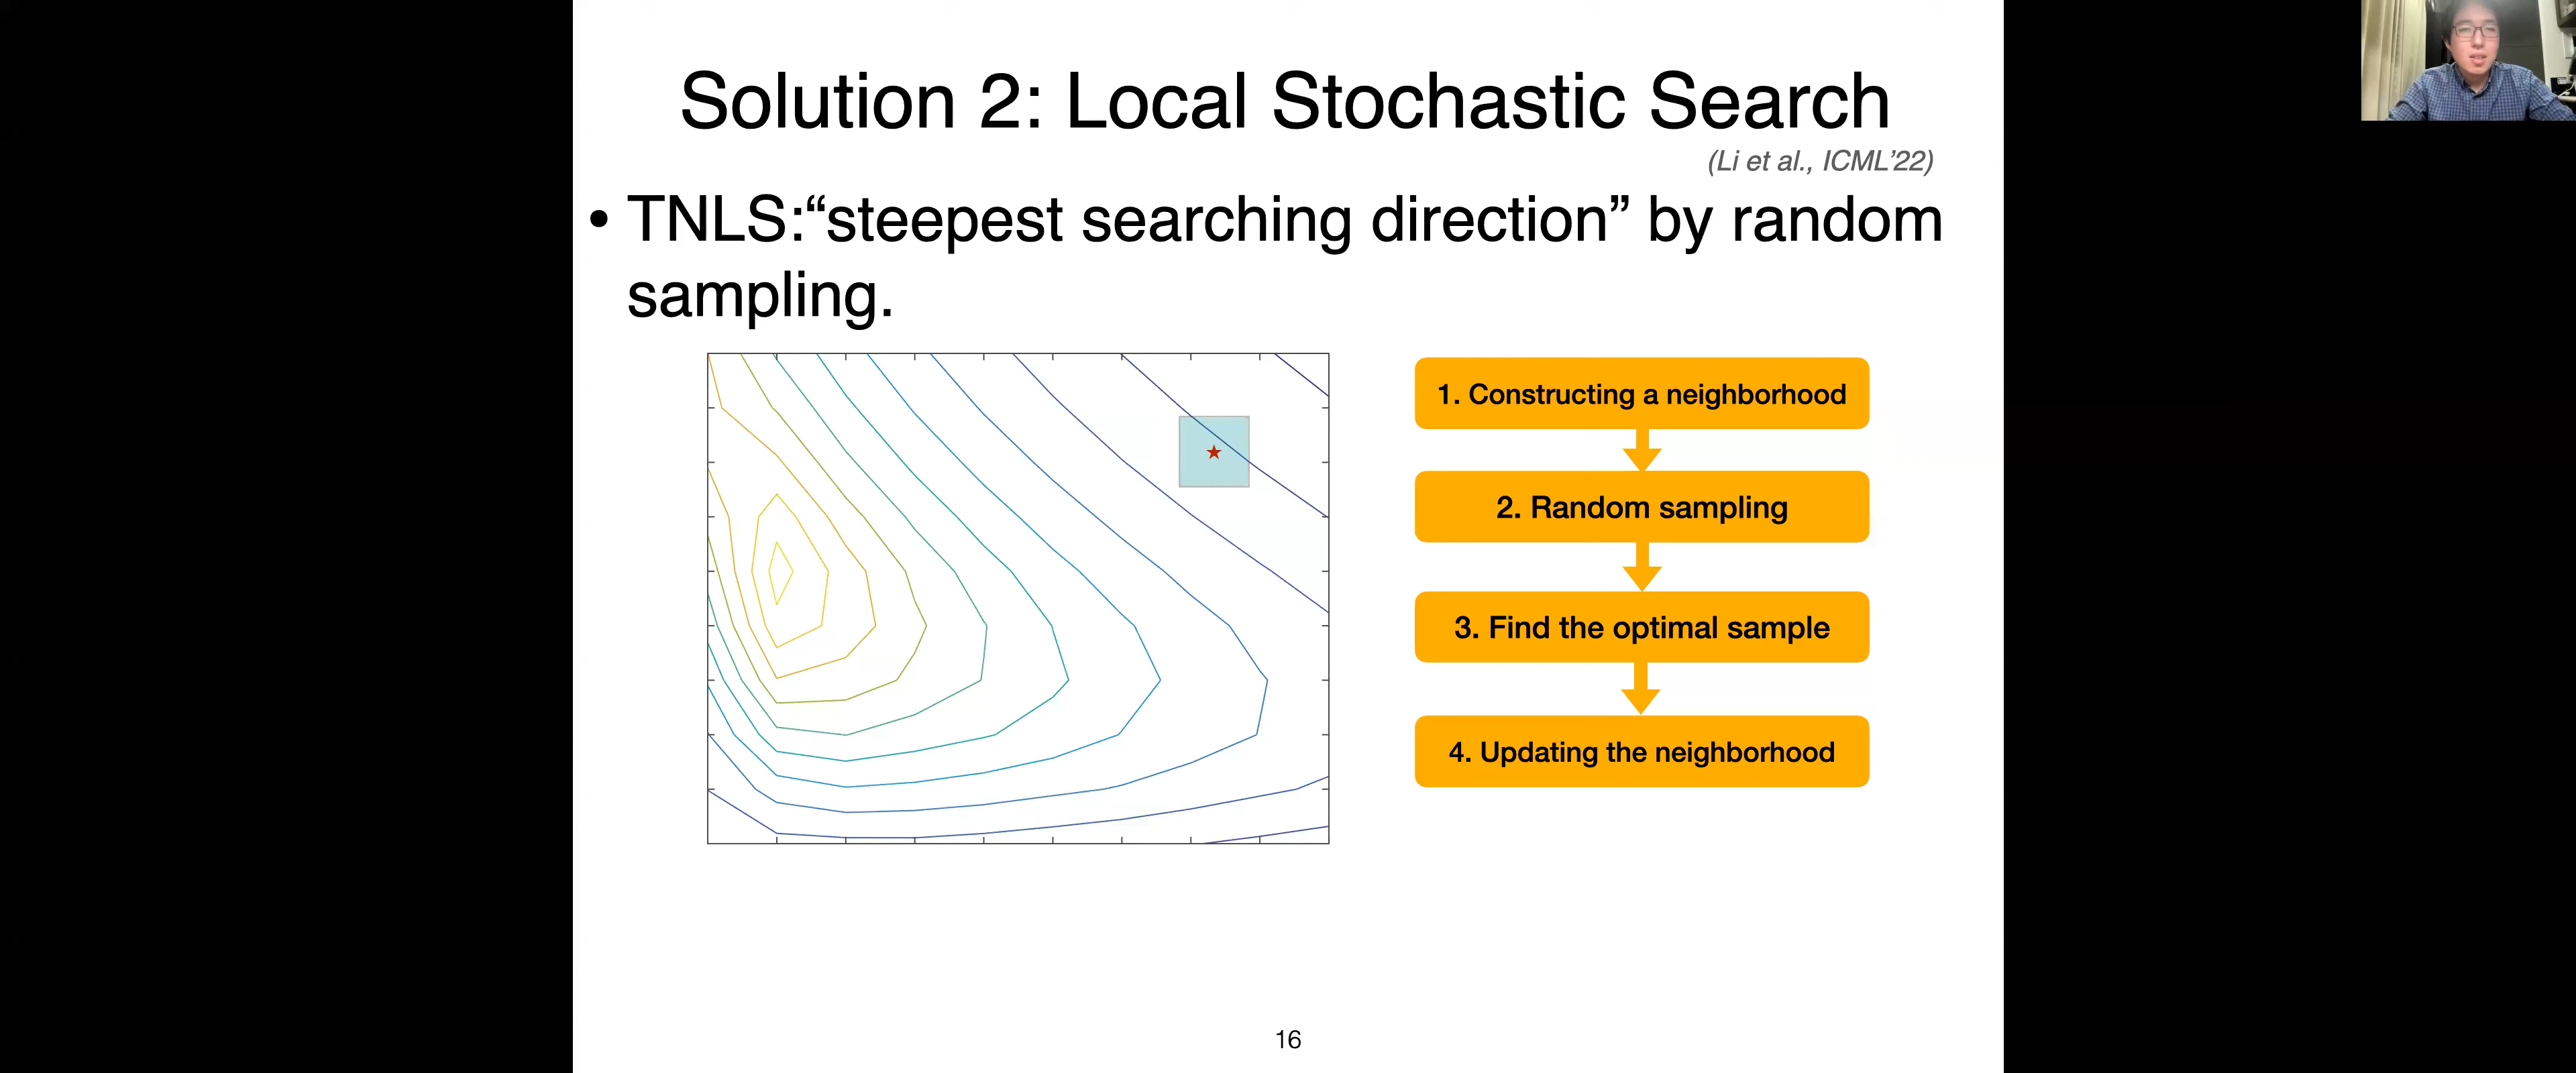 Solution 2: Local Stochastic Search
(Li et al., ICML’22)
• TNLS:“steepest searching direction” by random
sampling.
1. Constructing a neighborhood
2. Random sampling
3. Find the optimal sample
4. Updating the neighborhood
16